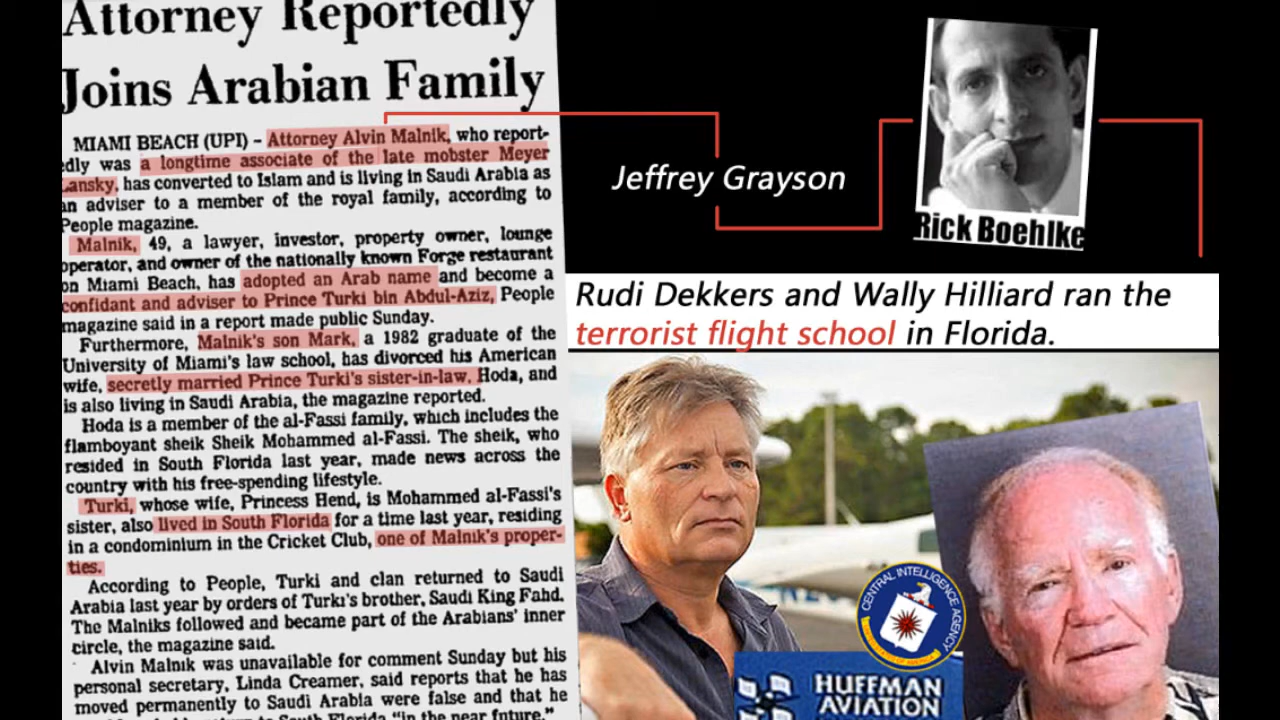 Attorney Reportedly
Joins Arabian Family
MIAMI BEACH (UPI) – Attorney Alvin Malnik, who report-
edly was a longtime associate of the late mobster Meyer
Lansky, has converted to Islam and is living in Saudi Arabia as
an adviser to a member of the royal family, according to
People magazine.
Malnik, 49, a lawyer, investor, property owner, lounge
operator, and owner of the nationally known Forge restaurant
on Miami Beach, has adopted an Arab name and become a
confidant and adviser to Prince Turki bin Abdul-Aziz, People
magazine said in a report made public Sunday.
Furthermore, Malnik's son Mark, a 1982 graduate of the
University of Miami's law school, has divorced his American
wife, secretly married Prince Turki's sister-in-law, Hoda, and
is also living in Saudi Arabia, the magazine reported.
Hoda is a member of the al-Fassi family, which includes the
flamboyant sheik Sheik Mohammed al-Fassi. The sheik, who
resided in South Florida last year, made news across the
country with his free-spending lifestyle.
Turki, whose wife, Princess Hend, is Mohammed al-Fassi's
sister, also lived in South Florida for a time last year, residing
in a condominium in the Cricket Club, one of Malnik's proper-
ties.
According to People, Turki and clan returned to Saudi
Arabia last year by orders of Turki's brother, Saudi King Fahd.
The Malniks followed and became part of the Arabians' inner
circle, the magazine said.
Alvin Malnik was unavailable for comment Sunday but his
personal secretary, Linda Creamer, said reports that he has
moved permanently to Saudi Arabia were false and that he
to South Florida "in the near future."
Jeffrey Grayson
Rick Boehlke
Rudi Dekkers and Wally Hilliard ran the
terrorist flight school in Florida.
CENTRAL INTELLIGENCE AGENCY
UNITED STATES OF AMERICA
HUFFMAN
AVIATION